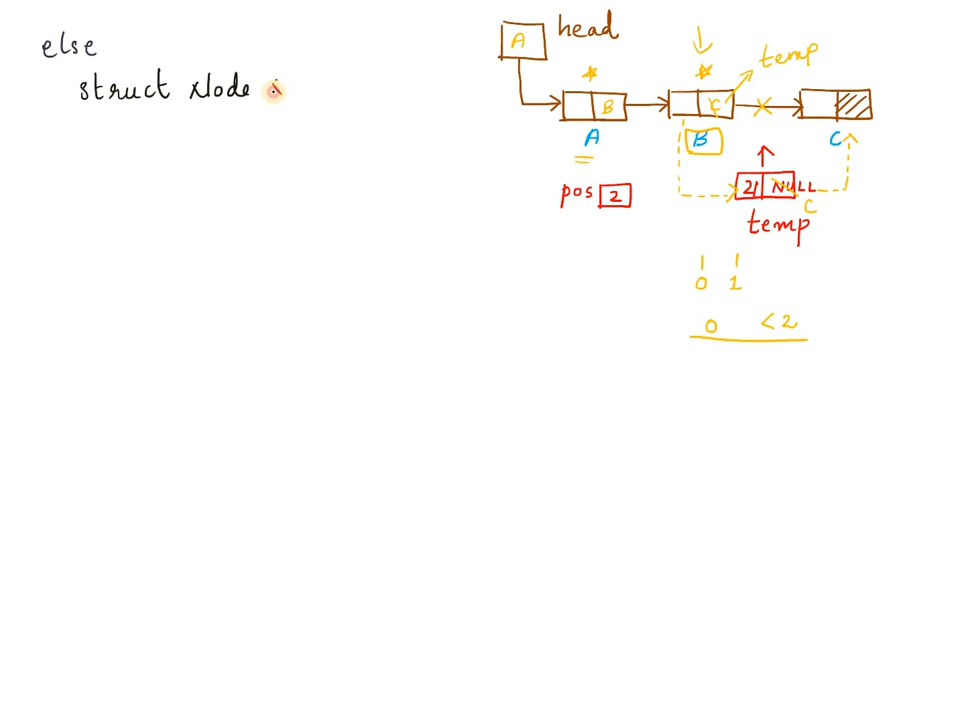 else
struct Node *
A head
temp
B C
A B C
pos 2
21 NULL
C
temp
0 1
0 < 2